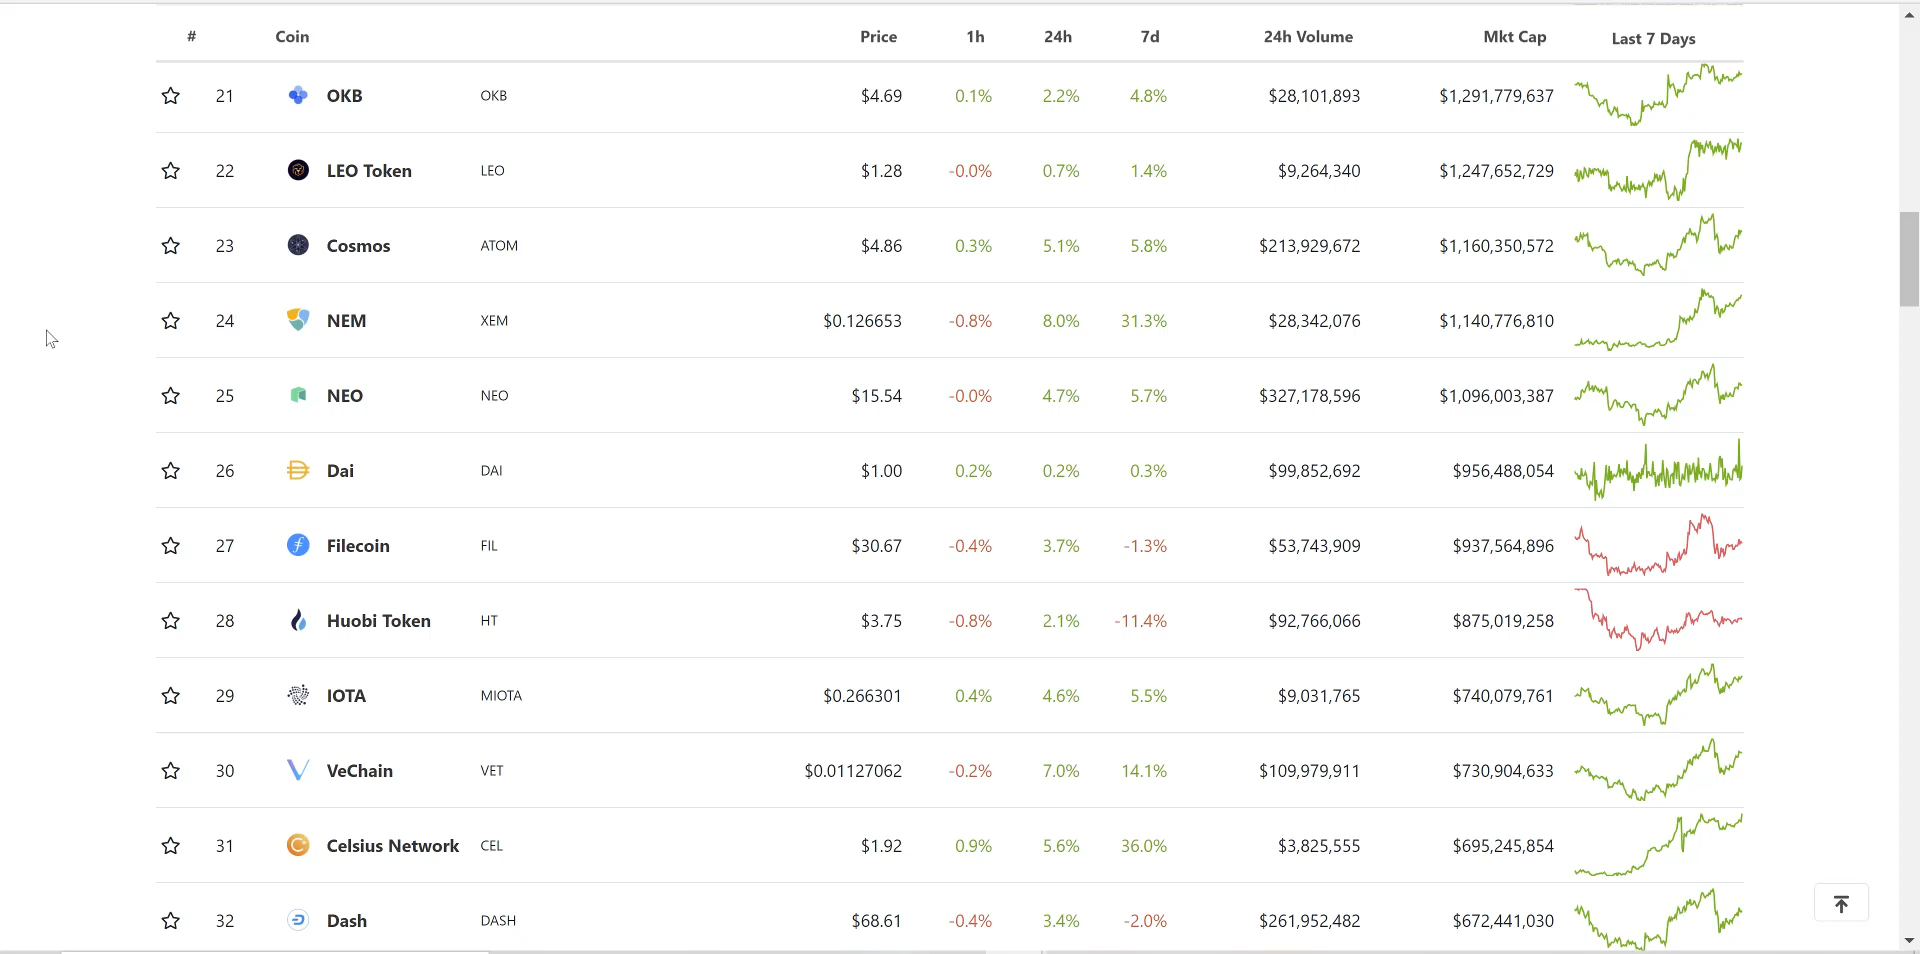 # Coin Price 1h 24h 7d 24h Volume Mkt Cap Last 7 Days
21 OKB OKB $4.69 0.1% 2.2% 4.8% $28,101,893 $1,291,779,637
22 LEO Token LEO $1.28 -0.0% 0.7% 1.4% $9,264,340 $1,247,652,729
23 Cosmos ATOM $4.86 0.3% 5.1% 5.8% $213,929,672 $1,160,350,572
24 NEM XEM $0.126653 -0.8% 8.0% 31.3% $28,342,076 $1,140,776,810
25 NEO NEO $15.54 -0.0% 4.7% 5.7% $327,178,596 $1,096,003,387
26 Dai DAI $1.00 0.2% 0.2% 0.3% $99,852,692 $956,488,054
27 Filecoin FIL $30.67 -0.4% 3.7% -1.3% $53,743,909 $937,564,896
28 Huobi Token HT $3.75 -0.8% 2.1% -11.4% $92,766,066 $875,019,258
29 IOTA MIOTA $0.266301 0.4% 4.6% 5.5% $9,031,765 $740,079,761
30 VeChain VET $0.01127062 -0.2% 7.0% 14.1% $109,979,911 $730,904,633
31 Celsius Network CEL $1.92 0.9% 5.6% 36.0% $3,825,555 $695,245,854
32 Dash DASH $68.61 -0.4% 3.4% -2.0% $261,952,482 $672,441,030